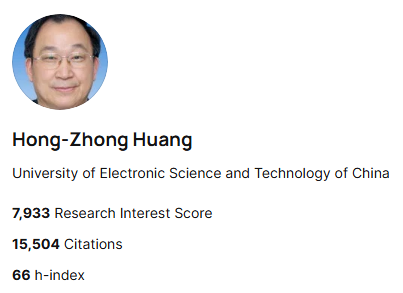 Hong-Zhong Huang
University of Electronic Science and Technology of China
7,933 Research Interest Score
15,504 Citations
66 h-index